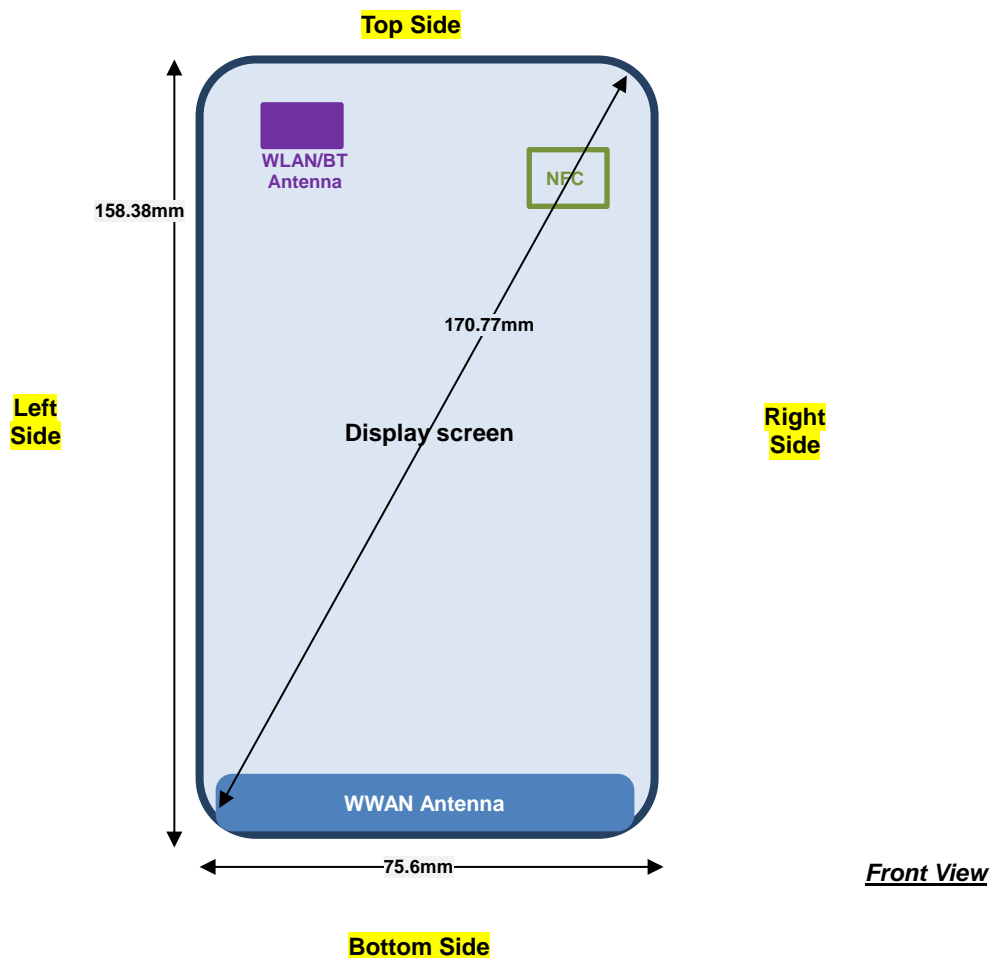 Top Side
WLAN/BT
Antenna
NFC
158.38mm
170.77mm
Left
Side
Display screen
Right
Side
WWAN Antenna
75.6mm
Front View
Bottom Side